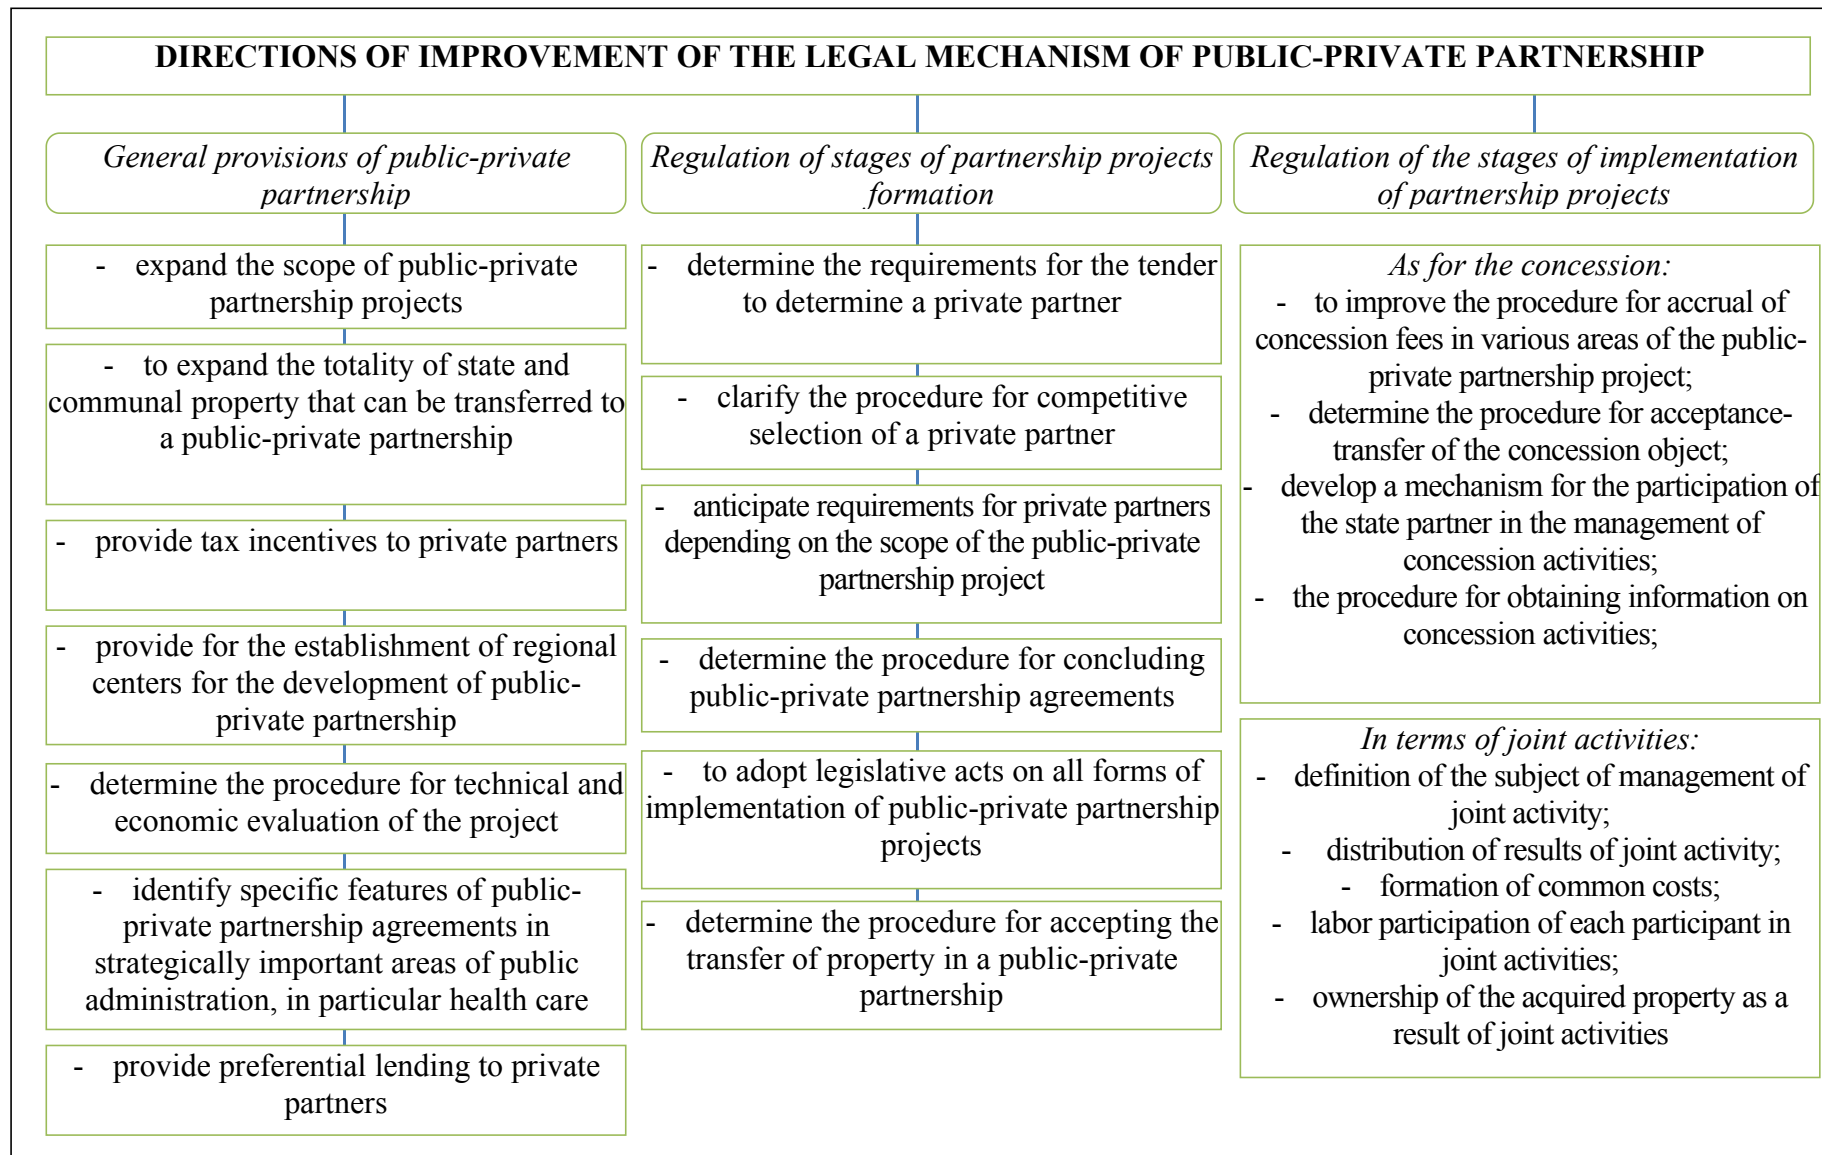 DIRECTIONS OF IMPROVEMENT OF THE LEGAL MECHANISM OF PUBLIC-PRIVATE PARTNERSHIP
General provisions of public-private
partnership
- expand the scope of public-private
partnership projects
- to expand the totality of state and
communal property that can be transferred to
a public-private partnership
- provide tax incentives to private partners
- provide for the establishment of regional
centers for the development of public-
private partnership
- determine the procedure for technical and
economic evaluation of the project
- identify specific features of public-
private partnership agreements in
strategically important areas of public
administration, in particular health care
- provide preferential lending to private
partners
Regulation of stages of partnership projects
formation
- determine the requirements for the tender
to determine a private partner
- clarify the procedure for competitive
selection of a private partner
- anticipate requirements for private partners
depending on the scope of the public-private
partnership project
- determine the procedure for concluding
public-private partnership agreements
- to adopt legislative acts on all forms of
implementation of public-private partnership
projects
- determine the procedure for accepting the
transfer of property in a public-private
partnership
Regulation of the stages of implementation
of partnership projects
As for the concession:
- to improve the procedure for accrual of
concession fees in various areas of the public-
private partnership project;
- determine the procedure for acceptance-
transfer of the concession object;
- develop a mechanism for the participation of
the state partner in the management of
concession activities;
- the procedure for obtaining information on
concession activities;
In terms of joint activities:
- definition of the subject of management of
joint activity;
- distribution of results of joint activity;
- formation of common costs;
- labor participation of each participant in
joint activities;
- ownership of the acquired property as a
result of joint activities